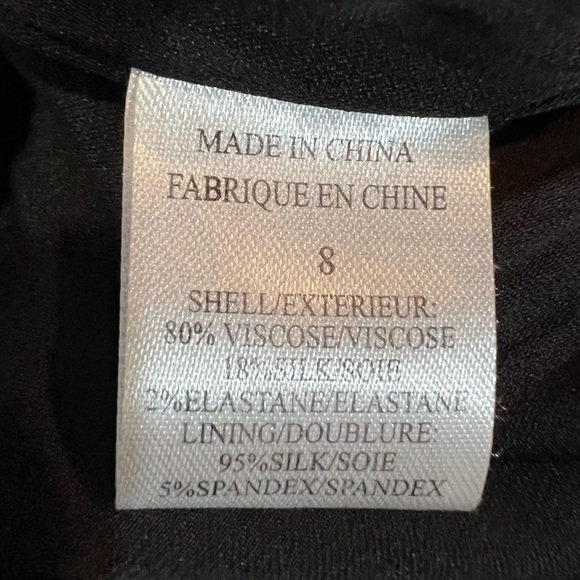 MADE IN CHINA
FABRIQUE EN CHINE
8
SHELL/EXTERIEUR:
80% VISCOSE/VISCOSE
18%SILK/SOIE
2%ELASTANE/ELASTANE
LINING/DOUBLURE:
95%SILK/SOIE
5%SPANDEX/SPANDEX